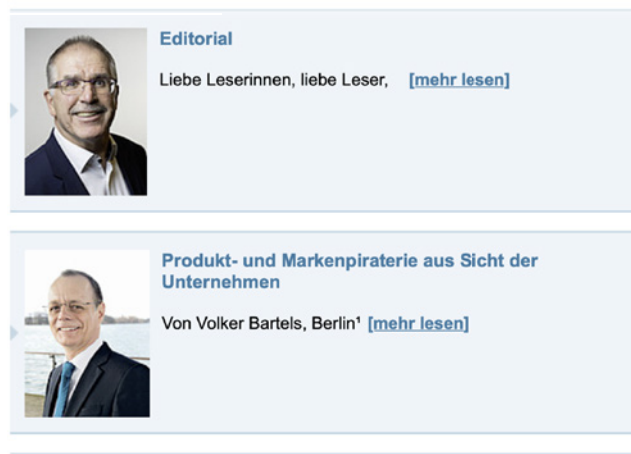 Editorial
Liebe Leserinnen, liebe Leser, [mehr lesen]
Produkt- und Markenpiraterie aus Sicht der
Unternehmen
Von Volker Bartels, Berlin¹ [mehr lesen]